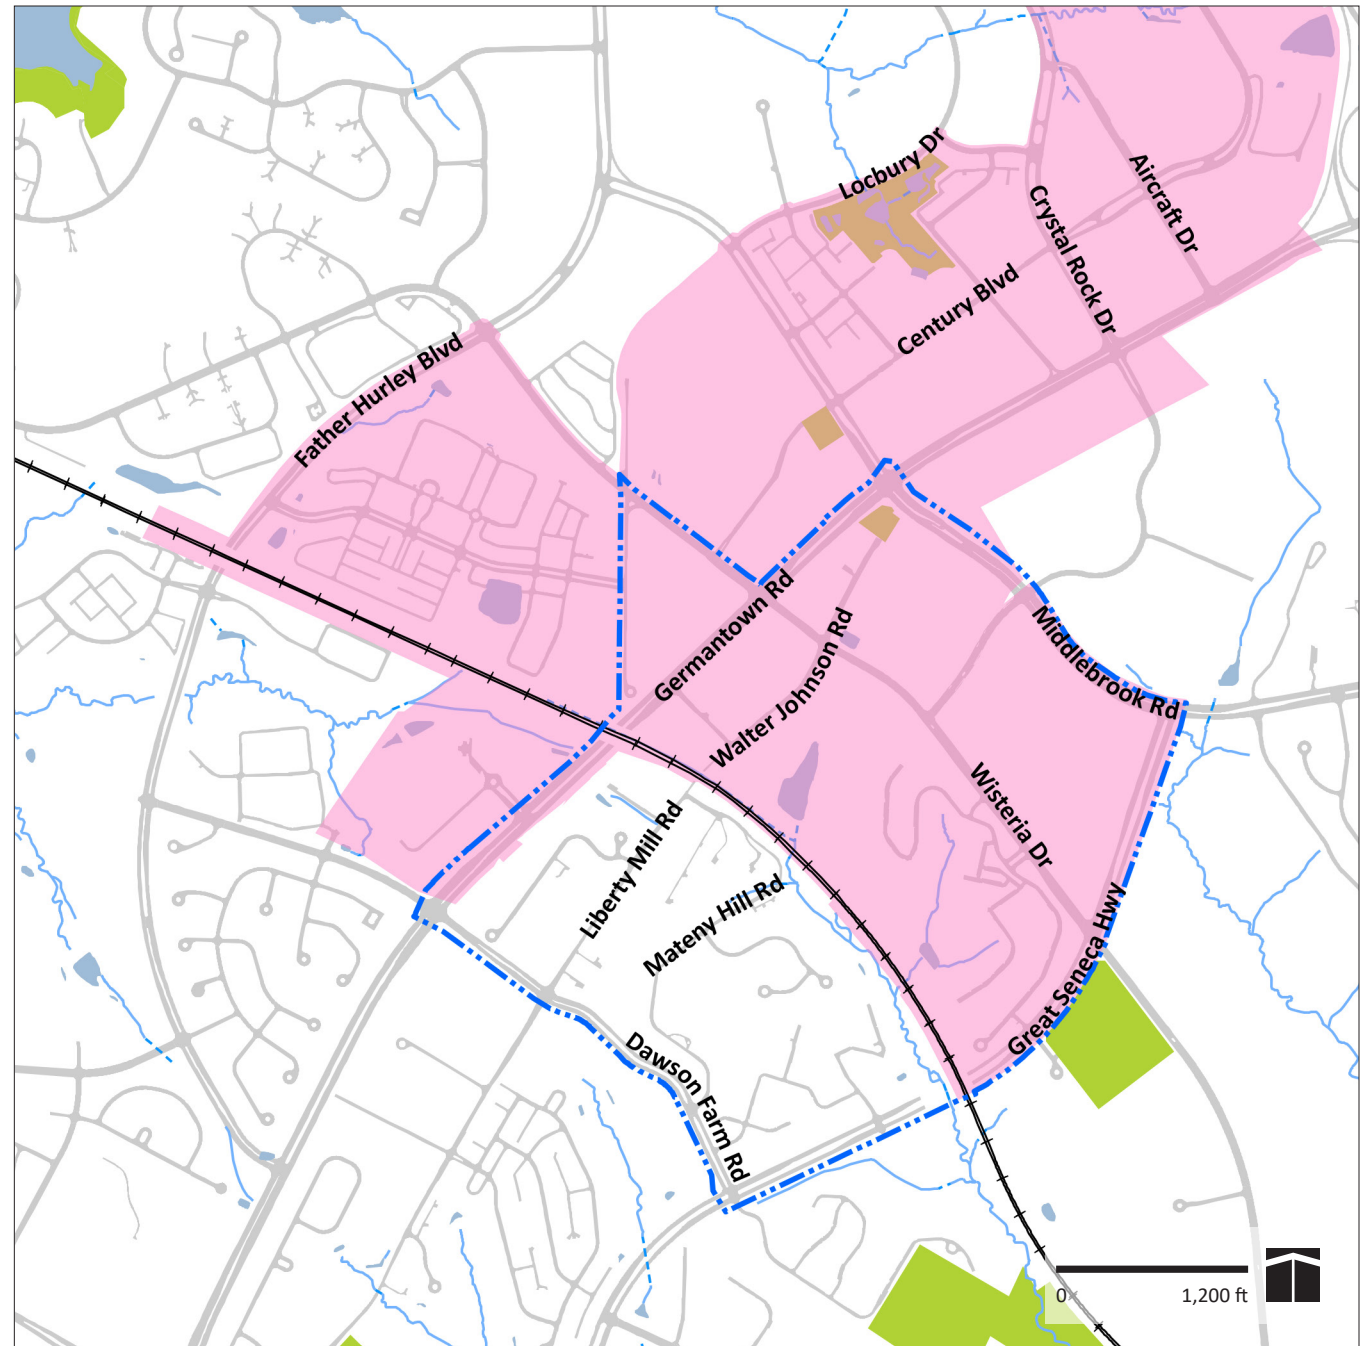 Locbury Dr
Aircraft Dr
Crystal Rock Dr
Century Blvd
Father Hurley Blvd
Germantown Rd
Walter Johnson Rd
Middlebrook Rd
Wisteria Dr
Liberty Mill Rd
Mateny Hill Rd
Great Seneca Hwy
Dawson Farm Rd
0
1,200 ft